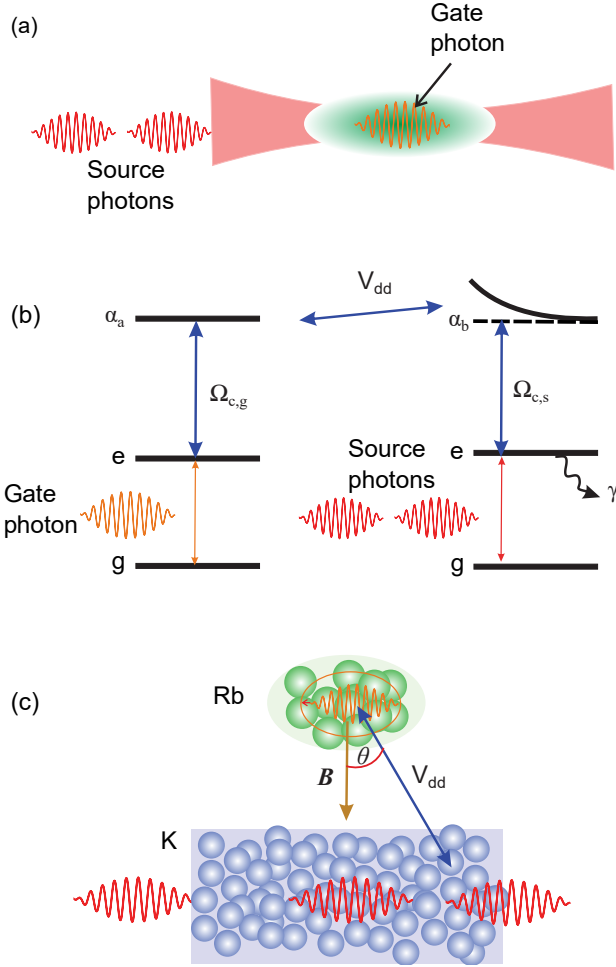 (a)
Gate
photon
Source
photons
(b)
V_dd
α_a
α_b
Ω_c,g
Ω_c,s
e
e
Gate
photon
Source
photons
γ
g
g
(c)
Rb
B
θ
V_dd
K